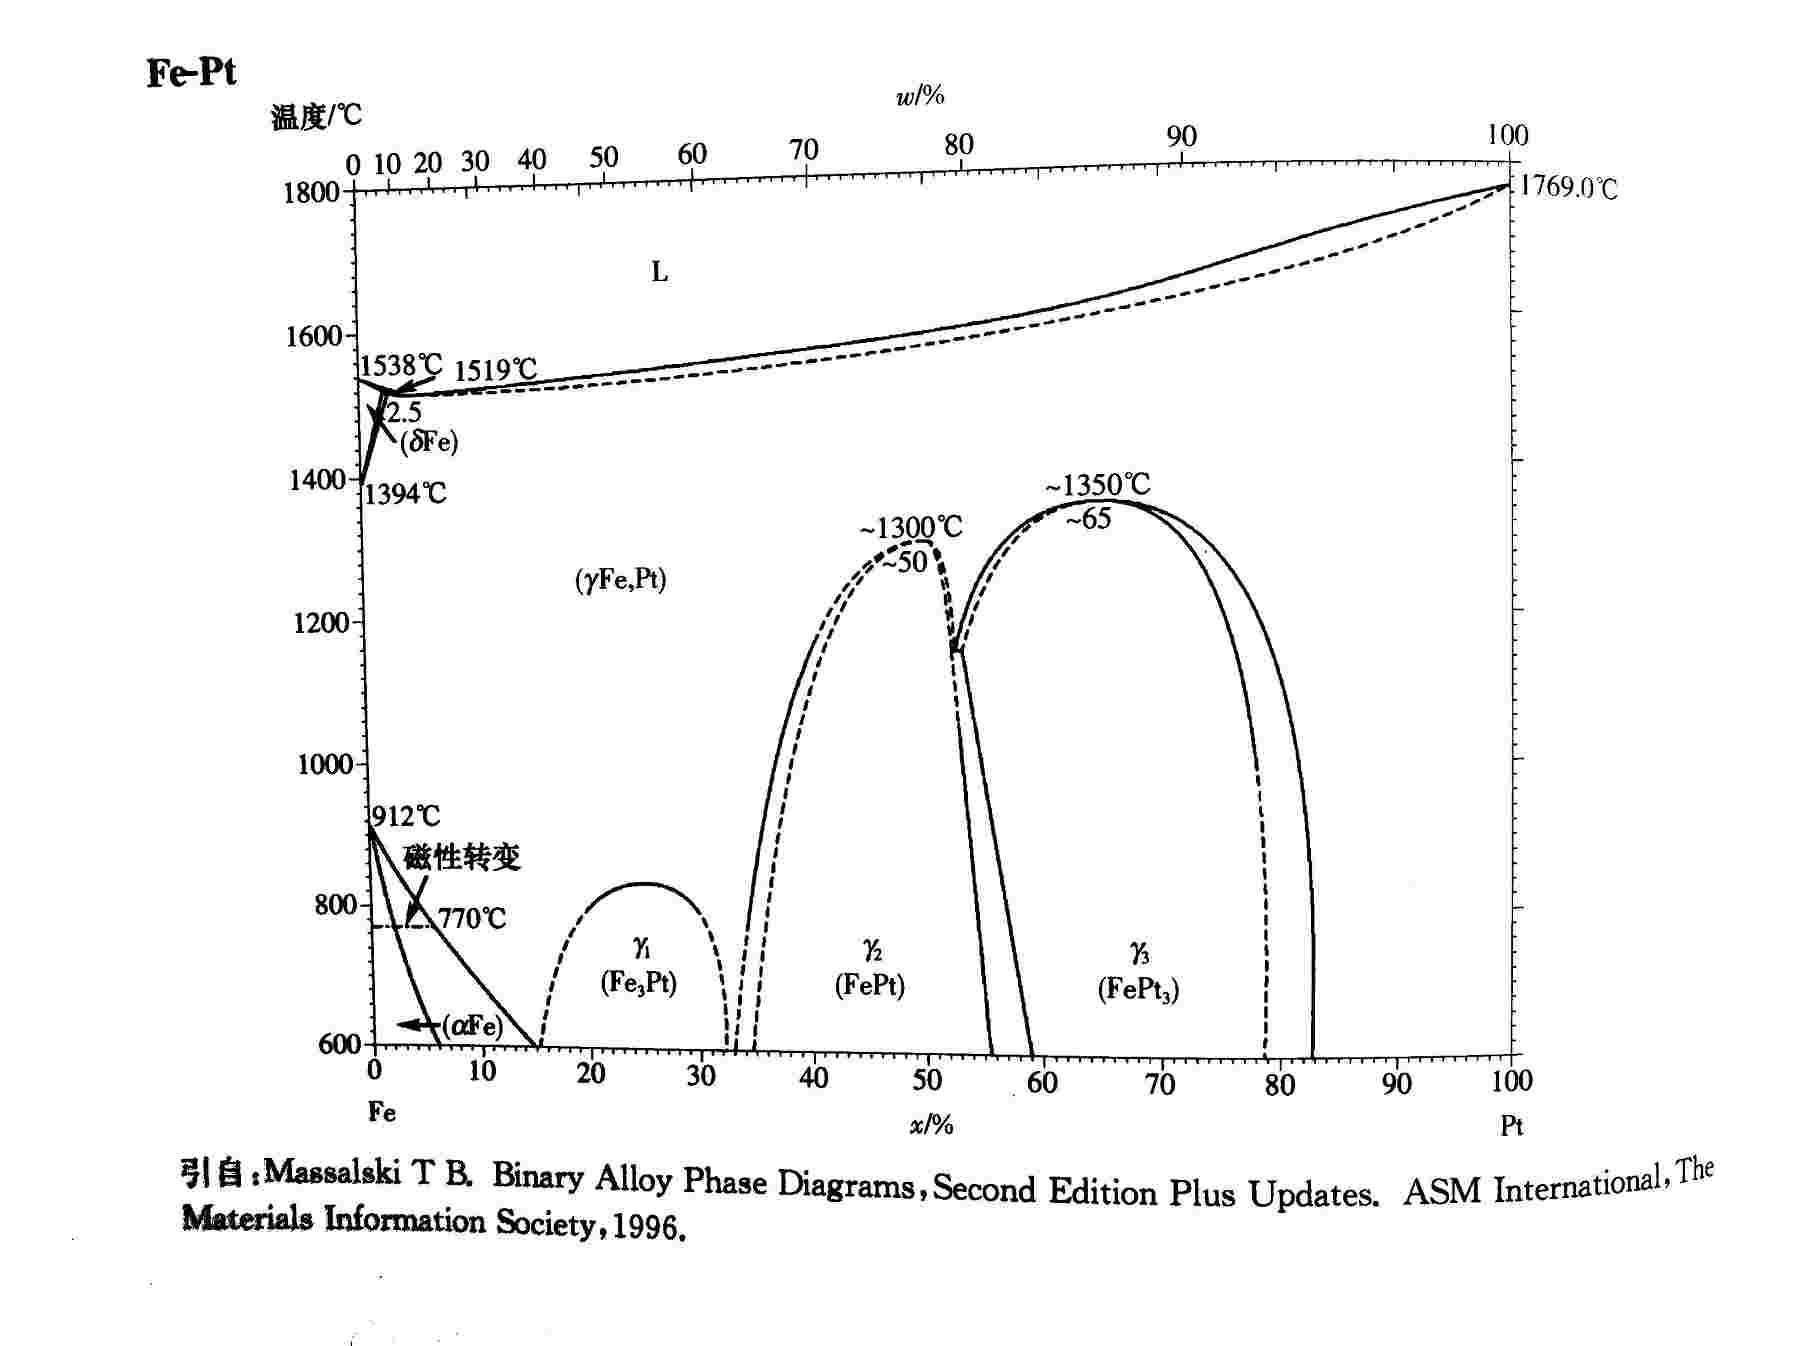 Fe-Pt
温度/℃
w/%
0 10 20 30 40 50 60 70 80 90 100
1800
1769.0℃
L
1600
1538℃ 1519℃
2.5
(δFe)
1400
1394℃
~1350℃
~65
~1300℃
~50
(γFe,Pt)
1200
1000
912℃
磁性转变
800
770℃
γ₁
(Fe₃Pt)
γ₂
(FePt)
γ₃
(FePt₃)
(αFe)
600
0 10 20 30 40 50 60 70 80 90 100
Fe
x/%
Pt
引自:Massalski T B. Binary Alloy Phase Diagrams, Second Edition Plus Updates. ASM International, The
Materials Information Society, 1996.